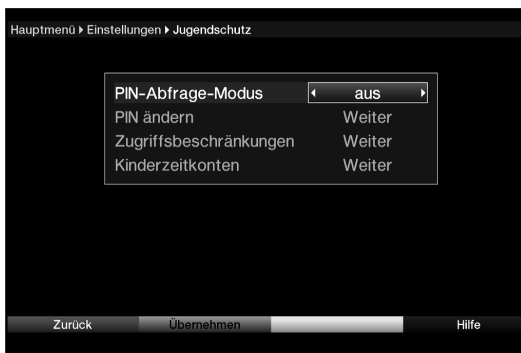 Hauptmenü ▸ Einstellungen ▸ Jugendschutz
PIN-Abfrage-Modus ◂ aus ▸
PIN ändern Weiter
Zugriffsbeschränkungen Weiter
Kinderzeitkonten Weiter
Zurück Übernehmen Hilfe